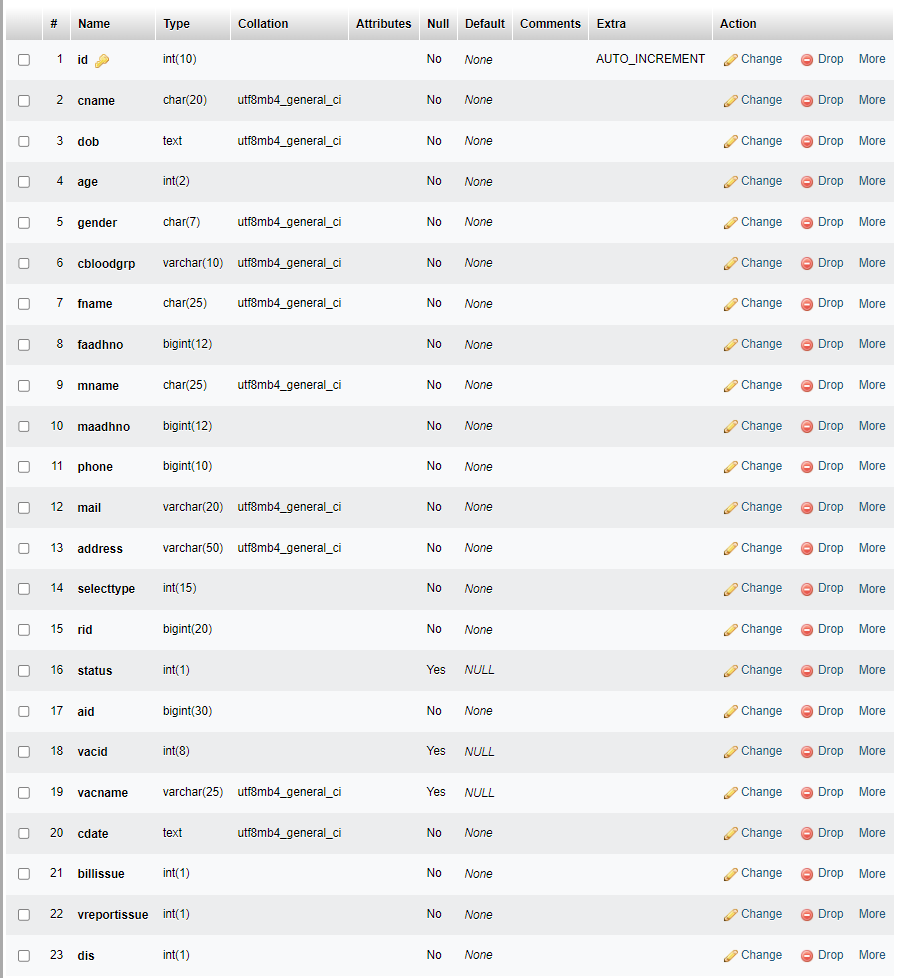 # Name Type Collation Attributes Null Default Comments Extra Action
1 id int(10) No None AUTO_INCREMENT Change Drop More
2 cname char(20) utf8mb4_general_ci No None Change Drop More
3 dob text utf8mb4_general_ci No None Change Drop More
4 age int(2) No None Change Drop More
5 gender char(7) utf8mb4_general_ci No None Change Drop More
6 cbloodgrp varchar(10) utf8mb4_general_ci No None Change Drop More
7 fname char(25) utf8mb4_general_ci No None Change Drop More
8 faadhno bigint(12) No None Change Drop More
9 mname char(25) utf8mb4_general_ci No None Change Drop More
10 maadhno bigint(12) No None Change Drop More
11 phone bigint(10) No None Change Drop More
12 mail varchar(20) utf8mb4_general_ci No None Change Drop More
13 address varchar(50) utf8mb4_general_ci No None Change Drop More
14 selecttype int(15) No None Change Drop More
15 rid bigint(20) No None Change Drop More
16 status int(1) Yes NULL Change Drop More
17 aid bigint(30) No None Change Drop More
18 vacid int(8) Yes NULL Change Drop More
19 vacname varchar(25) utf8mb4_general_ci Yes NULL Change Drop More
20 cdate text utf8mb4_general_ci No None Change Drop More
21 billissue int(1) No None Change Drop More
22 vreportissue int(1) No None Change Drop More
23 dis int(1) No None Change Drop More